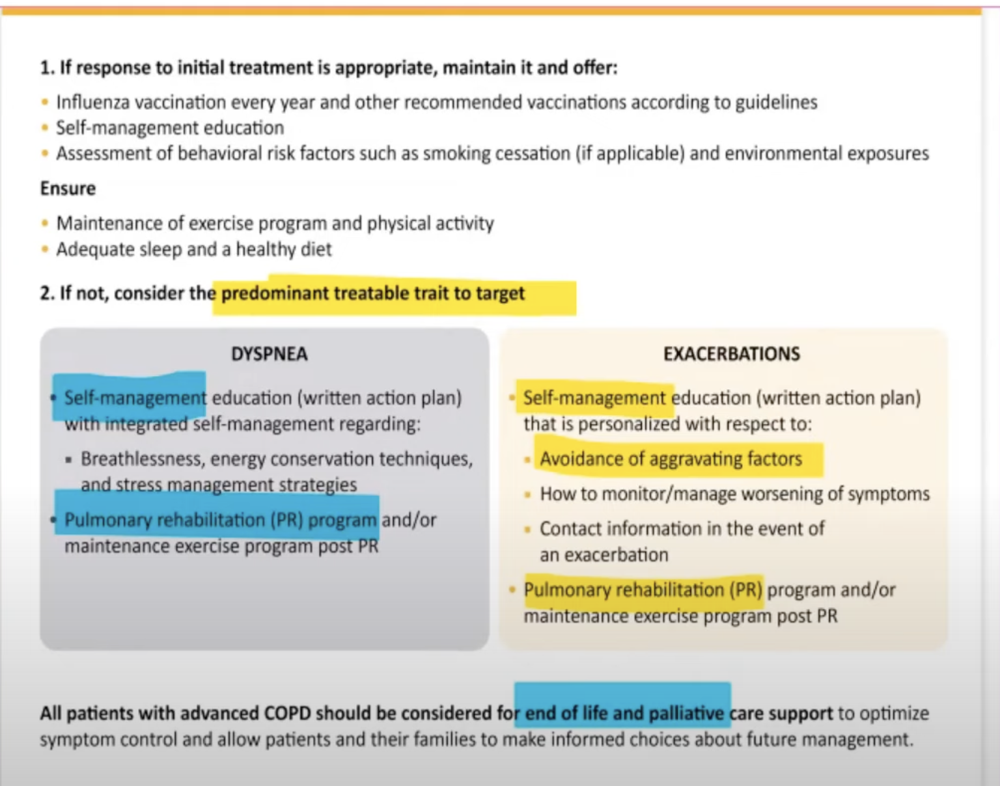 1. If response to initial treatment is appropriate, maintain it and offer:
• Influenza vaccination every year and other recommended vaccinations according to guidelines
• Self-management education
• Assessment of behavioral risk factors such as smoking cessation (if applicable) and environmental exposures
Ensure
• Maintenance of exercise program and physical activity
• Adequate sleep and a healthy diet
2. If not, consider the predominant treatable trait to target
DYSPNEA
• Self-management education (written action plan)
with integrated self-management regarding:
▪ Breathlessness, energy conservation techniques,
and stress management strategies
• Pulmonary rehabilitation (PR) program and/or
maintenance exercise program post PR
EXACERBATIONS
• Self-management education (written action plan)
that is personalized with respect to:
▪ Avoidance of aggravating factors
▪ How to monitor/manage worsening of symptoms
▪ Contact information in the event of
an exacerbation
• Pulmonary rehabilitation (PR) program and/or
maintenance exercise program post PR
All patients with advanced COPD should be considered for end of life and palliative care support to optimize
symptom control and allow patients and their families to make informed choices about future management.